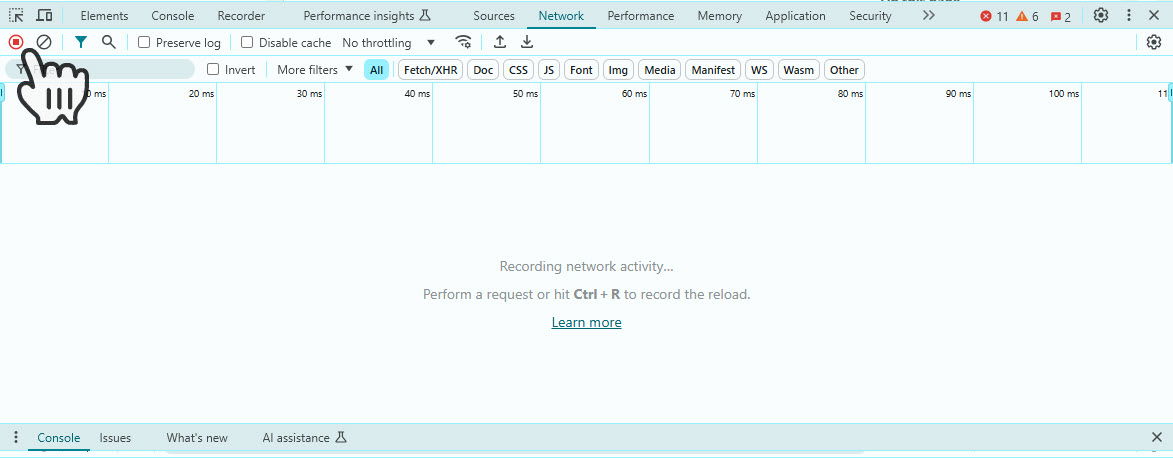 Elements Console Recorder Performance insights Sources Network Performance Memory Application Security 11 6 2
Preserve log Disable cache No throttling
Invert More filters All Fetch/XHR Doc CSS JS Font Img Media Manifest WS Wasm Other
20 ms 30 ms 40 ms 50 ms 60 ms 70 ms 80 ms 90 ms 100 ms
Recording network activity...
Perform a request or hit Ctrl + R to record the reload.
Learn more
Console Issues What's new AI assistance